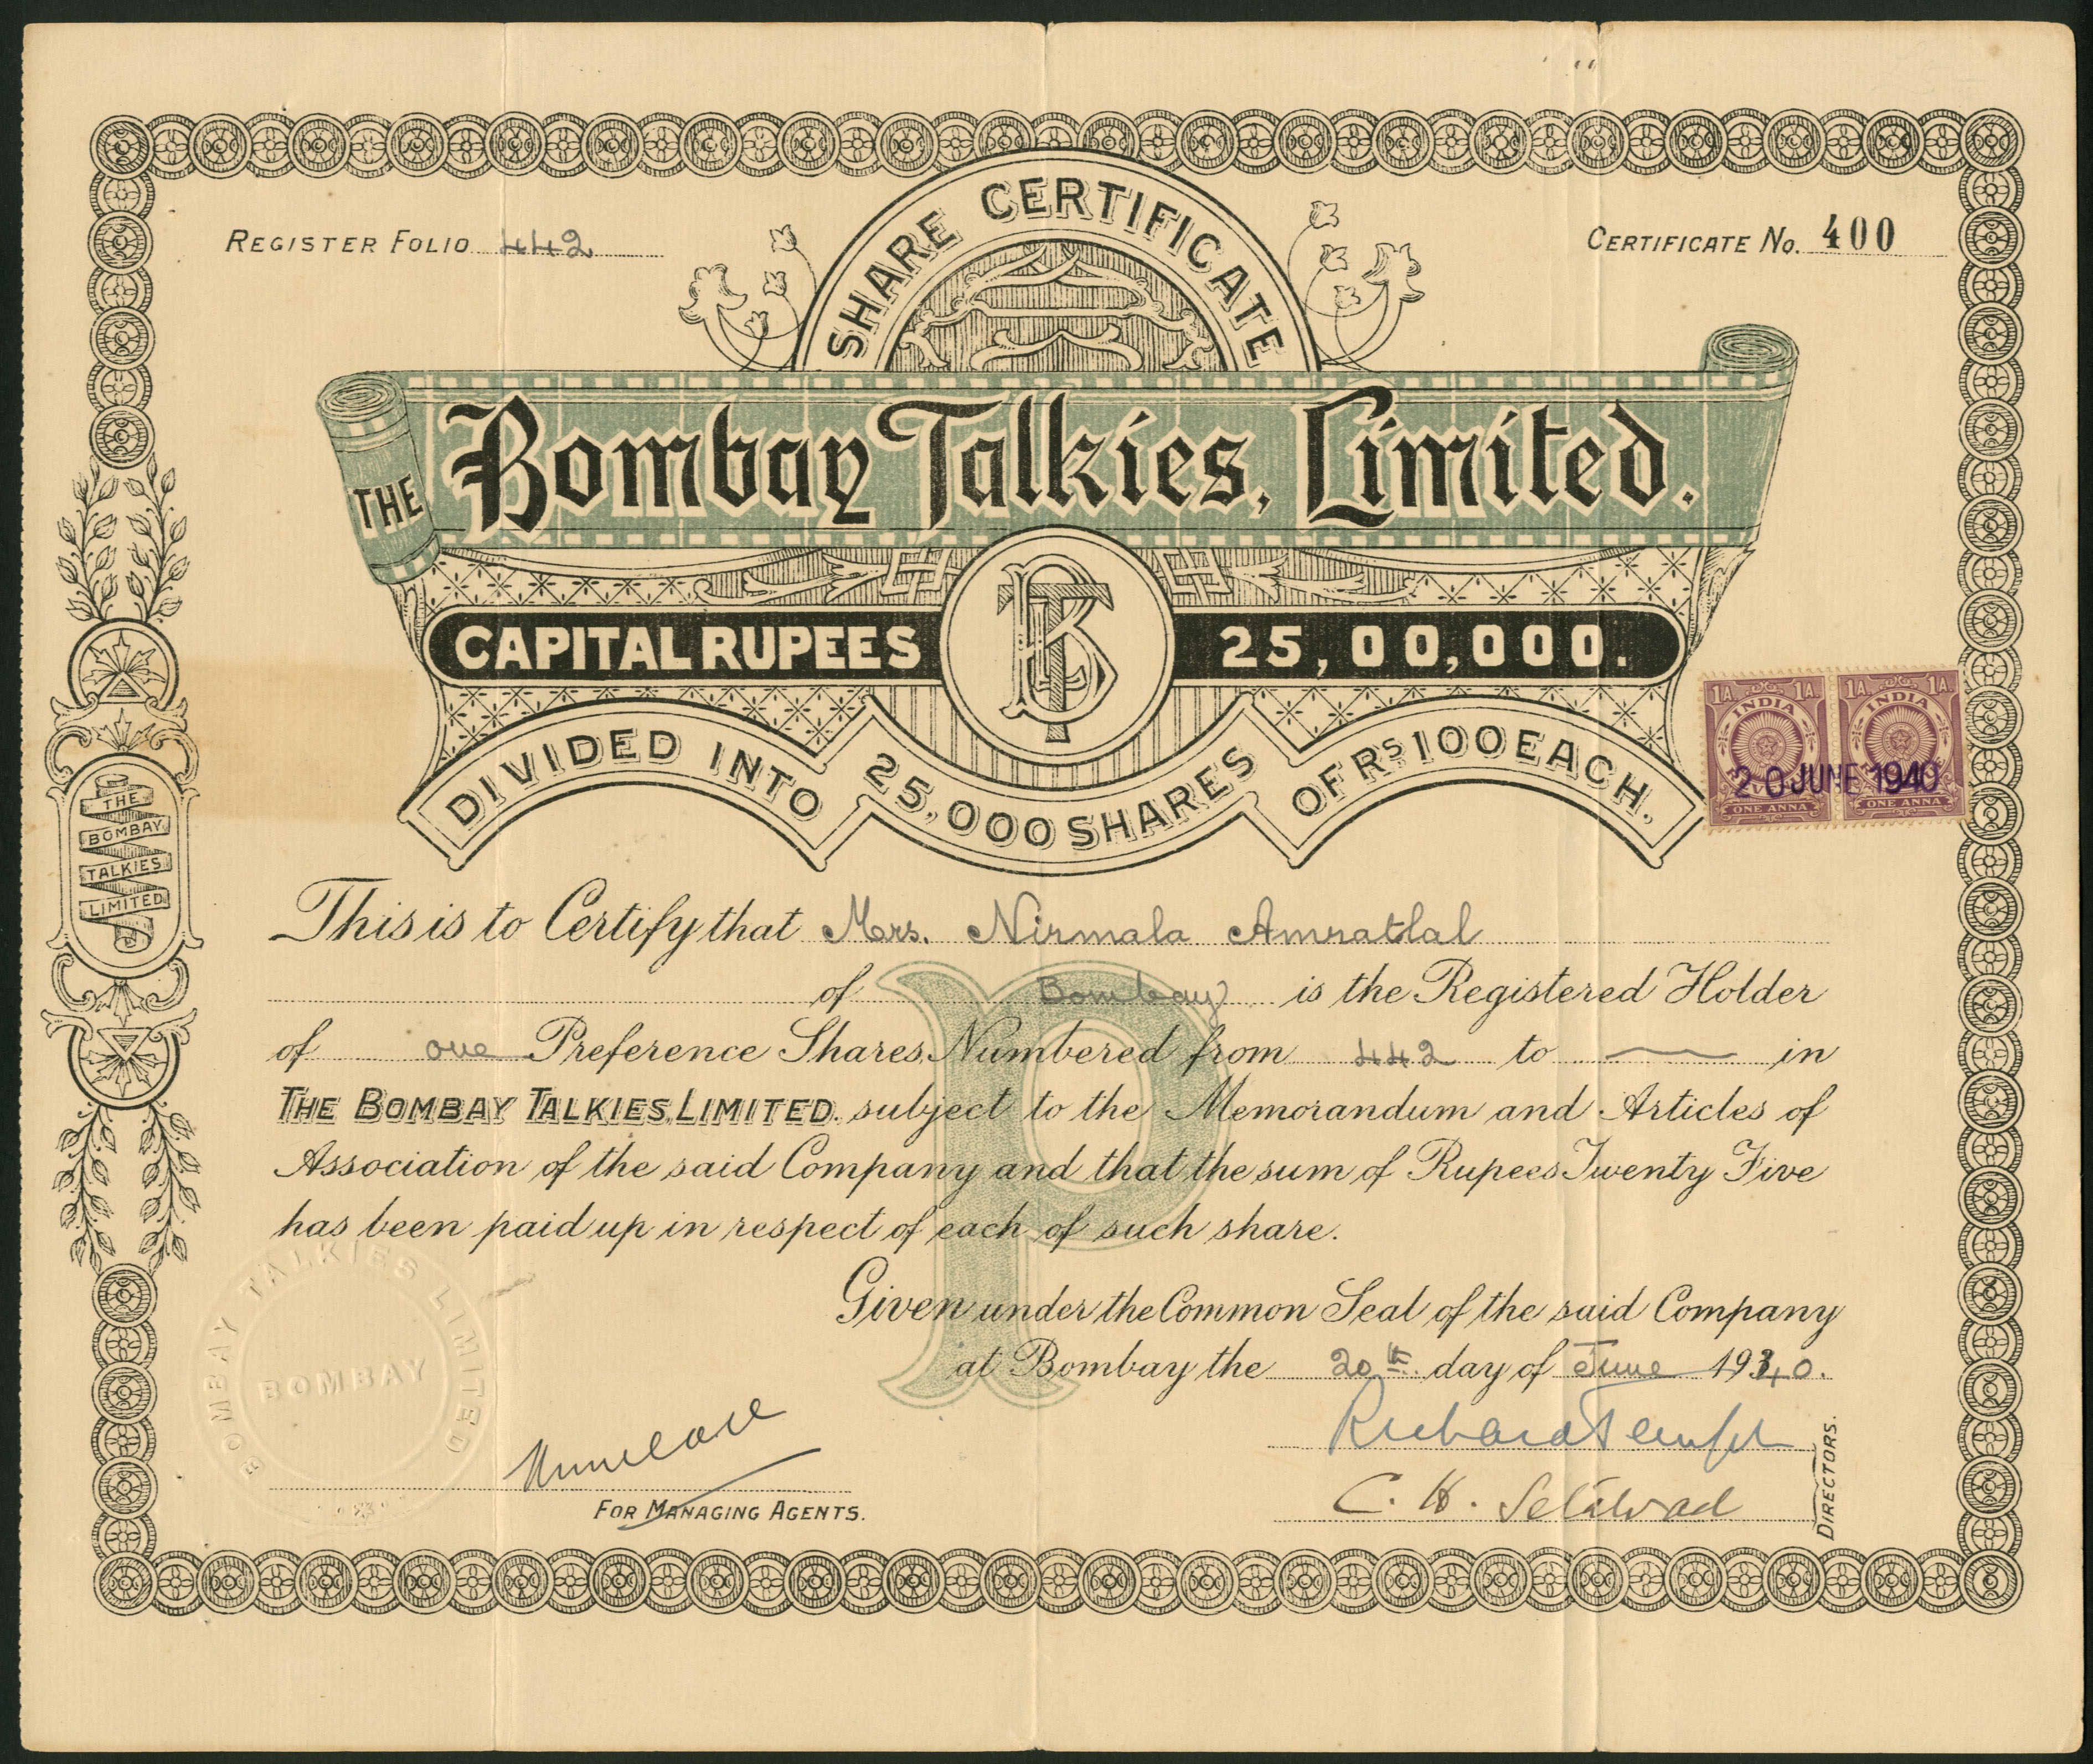 REGISTER FOLIO 442
CERTIFICATE No. 400
SHARE CERTIFICATE
THE Bombay Talkies, Limited.
BT
CAPITAL RUPEES 25,00,000.
DIVIDED INTO 25,000 SHARES OF Rs 100 EACH.
1A. 1A. 1A. 1A.
INDIA INDIA
20 JUNE 1940
ONE ANNA ONE ANNA
THE
BOMBAY
TALKIES
LIMITED
This is to Certify that Mrs. Nirmala Amratlal
of Bombay is the Registered Holder
of one Preference Shares, Numbered from 442 to — in
THE BOMBAY TALKIES, LIMITED. subject to the Memorandum and Articles of
Association of the said Company and that the sum of Rupees Twenty Five
has been paid up in respect of each of such share.
P
Given under the Common Seal of the said Company
at Bombay the 20th day of June 1940.
BOMBAY TALKIES LIMITED
BOMBAY
Richard Temple
C. H. Setalvad
DIRECTORS.
FOR MANAGING AGENTS.